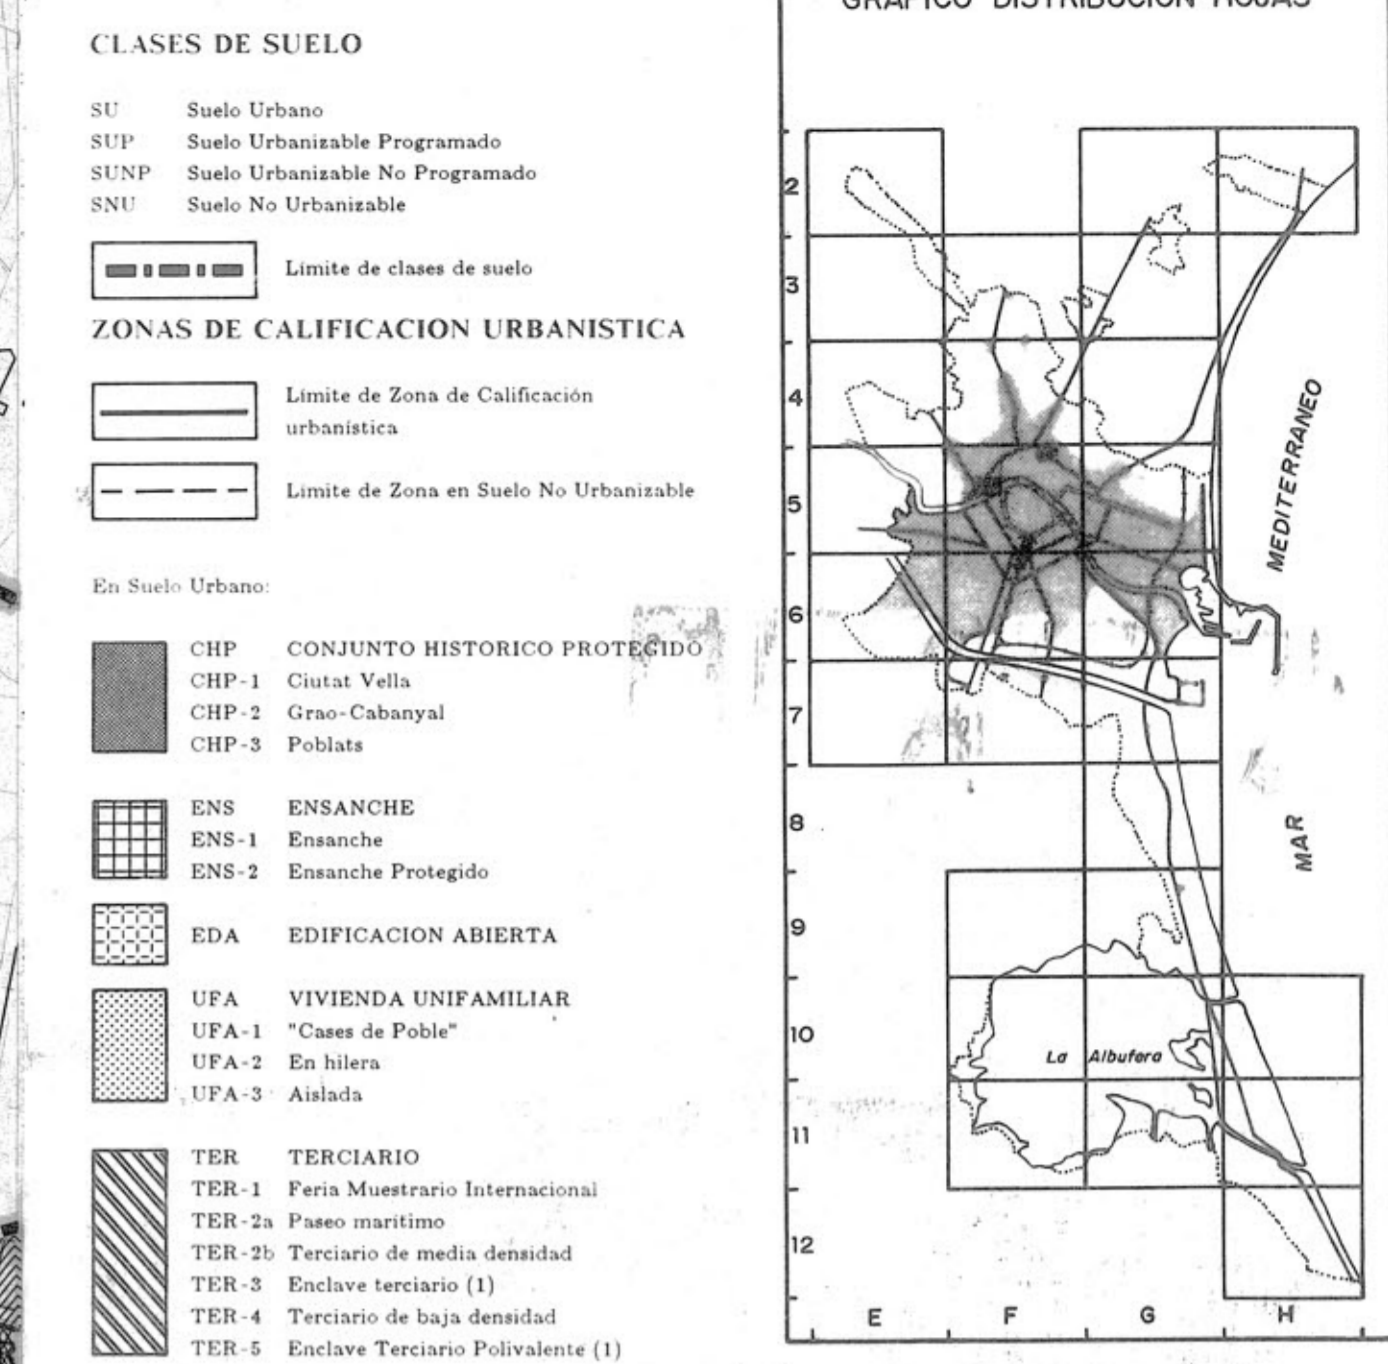 CLASES DE SUELO
SU Suelo Urbano
SUP Suelo Urbanizable Programado
SUNP Suelo Urbanizable No Programado
SNU Suelo No Urbanizable
Límite de clases de suelo
ZONAS DE CALIFICACION URBANISTICA
Límite de Zona de Calificación
urbanística
Límite de Zona en Suelo No Urbanizable
En Suelo Urbano:
CHP CONJUNTO HISTORICO PROTEGIDO
CHP-1 Ciutat Vella
CHP-2 Grao-Cabanyal
CHP-3 Poblats
ENS ENSANCHE
ENS-1 Ensanche
ENS-2 Ensanche Protegido
EDA EDIFICACION ABIERTA
UFA VIVIENDA UNIFAMILIAR
UFA-1 "Cases de Poble"
UFA-2 En hilera
UFA-3 Aislada
TER TERCIARIO
TER-1 Feria Muestrario Internacional
TER-2a Paseo marítimo
TER-2b Terciario de media densidad
TER-3 Enclave terciario (1)
TER-4 Terciario de baja densidad
TER-5 Enclave Terciario Polivalente (1)
GRAFICO DISTRIBUCION HOJAS
2
3
4
5
6
7
8
9
10
11
12
MAR MEDITERRANEO
La Albufera
E F G H